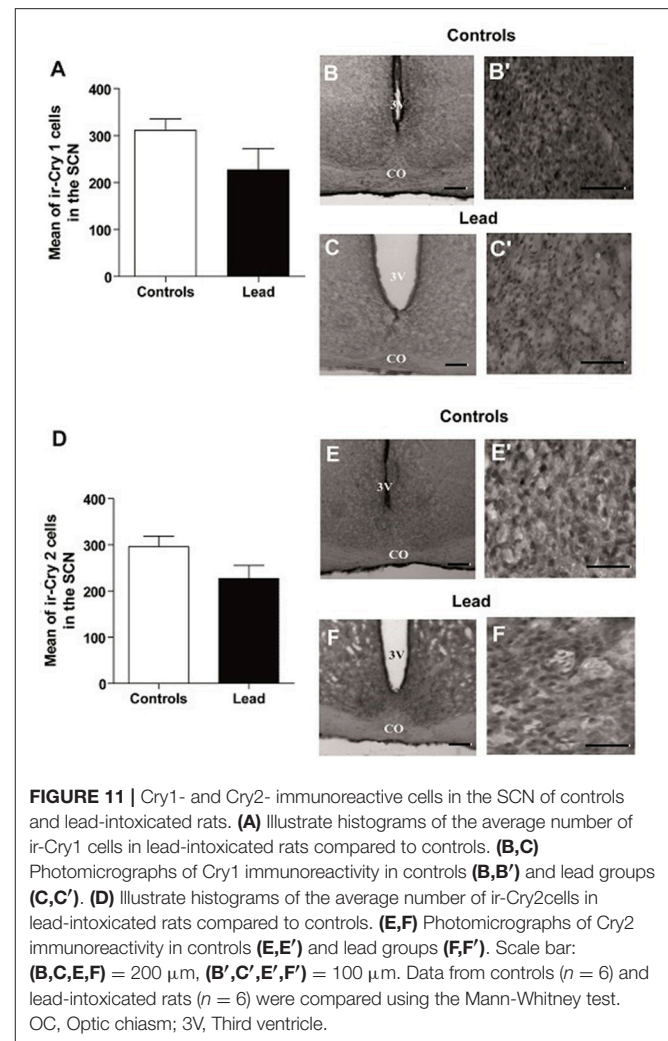 Controls
A
B
B'
400
300
200
100
0
Mean of ir-Cry 1 cells
in the SCN
Controls
Lead
3V
CO
Lead
C
C'
3V
CO
Controls
D
E
E'
400
300
200
100
0
Mean of ir-Cry 2 cells
in the SCN
Controls
Lead
3V
CO
Lead
F
F
3V
CO
FIGURE 11 | Cry1- and Cry2- immunoreactive cells in the SCN of controls
and lead-intoxicated rats. (A) Illustrate histograms of the average number of
ir-Cry1 cells in lead-intoxicated rats compared to controls. (B,C)
Photomicrographs of Cry1 immunoreactivity in controls (B,B′) and lead groups
(C,C′). (D) Illustrate histograms of the average number of ir-Cry2cells in
lead-intoxicated rats compared to controls. (E,F) Photomicrographs of Cry2
immunoreactivity in controls (E,E′) and lead groups (F,F′). Scale bar:
(B,C,E,F) = 200 μm, (B′,C′,E′,F′) = 100 μm. Data from controls (n = 6) and
lead-intoxicated rats (n = 6) were compared using the Mann-Whitney test.
OC, Optic chiasm; 3V, Third ventricle.